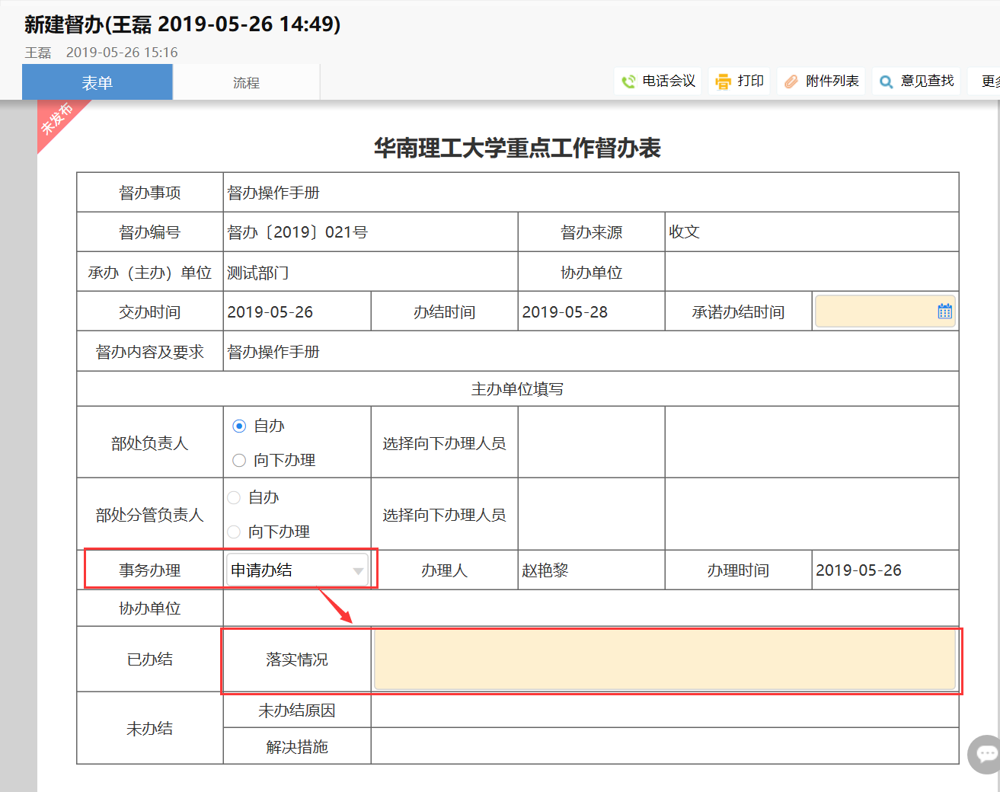 新建督办(王磊 2019-05-26 14:49)
王磊 2019-05-26 15:16
表单 流程 电话会议 打印 附件列表 意见查找 更多
未发布
华南理工大学重点工作督办表
督办事项 督办操作手册
督办编号 督办〔2019〕021号 督办来源 收文
承办（主办）单位 测试部门 协办单位
交办时间 2019-05-26 办结时间 2019-05-28 承诺办结时间
督办内容及要求 督办操作手册
主办单位填写
部处负责人 自办 向下办理 选择向下办理人员
部处分管负责人 自办 向下办理 选择向下办理人员
事务办理 申请办结 办理人 赵艳黎 办理时间 2019-05-26
协办单位
已办结 落实情况
未办结 未办结原因
解决措施